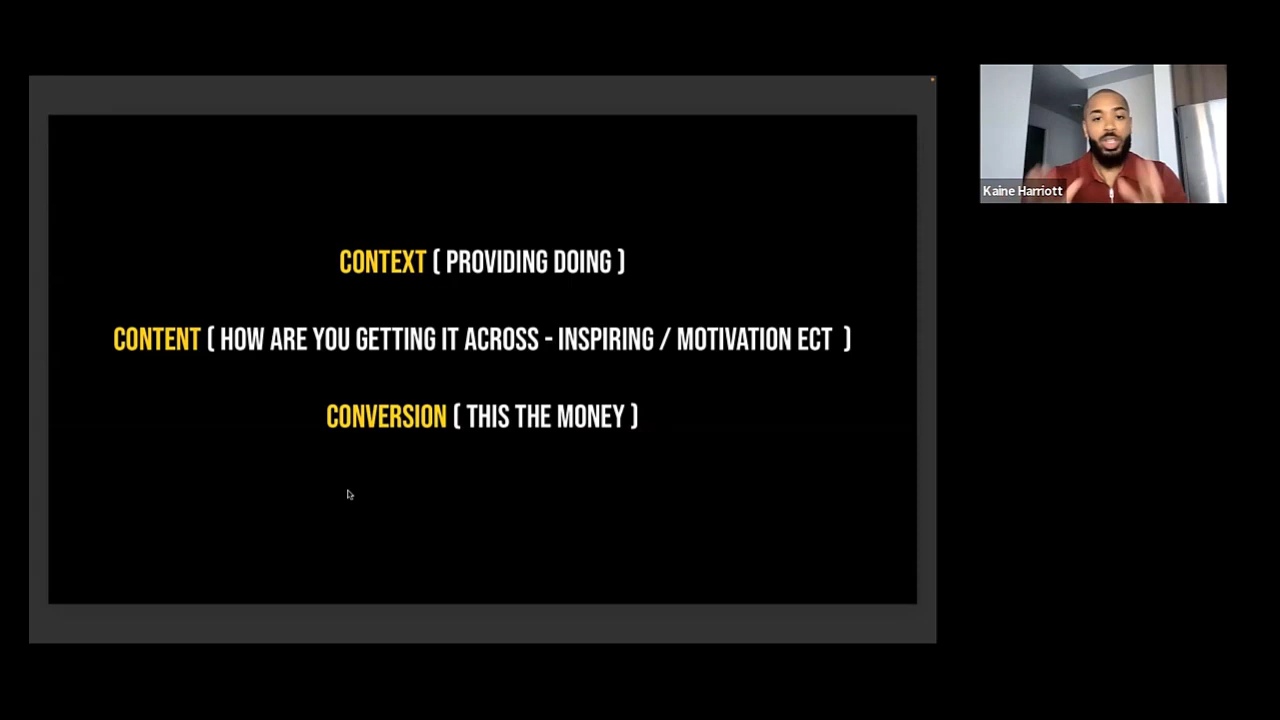 CONTEXT ( PROVIDING DOING )
CONTENT ( HOW ARE YOU GETTING IT ACROSS - INSPIRING / MOTIVATION ECT )
CONVERSION ( THIS THE MONEY )
Kaine Harriott